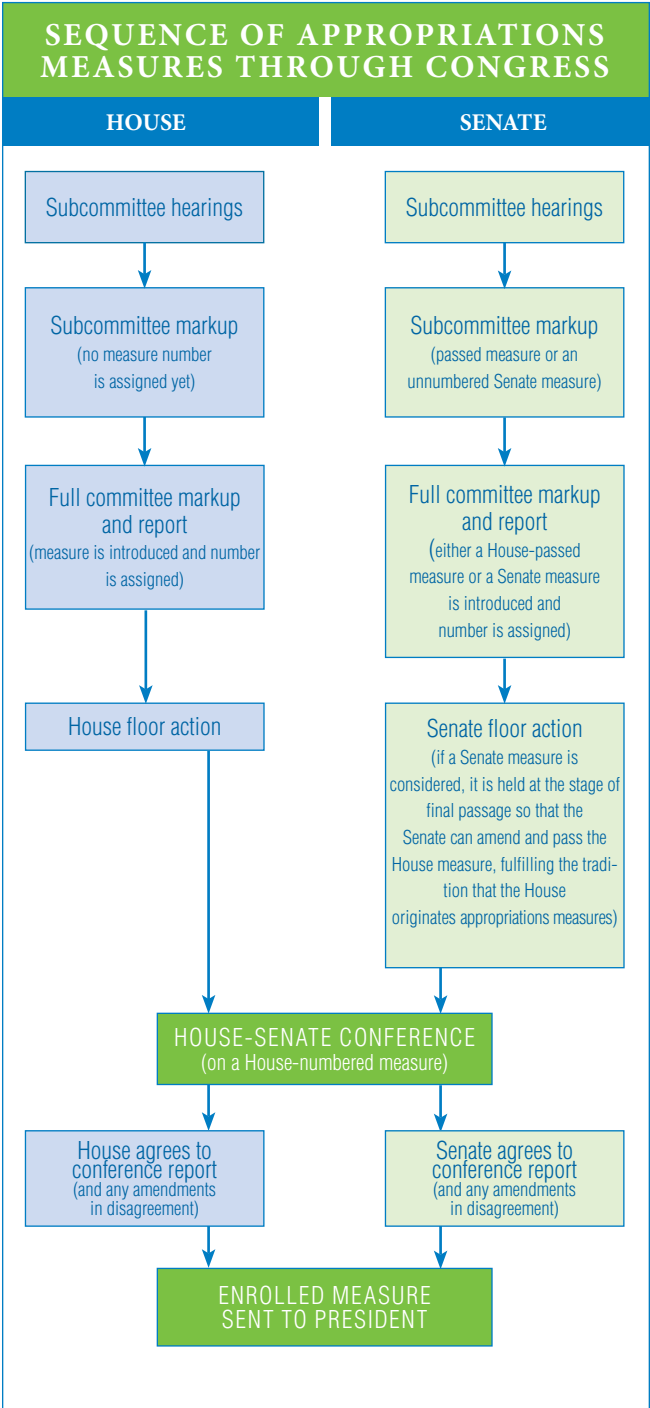 SEQUENCE OF APPROPRIATIONS
MEASURES THROUGH CONGRESS
HOUSE
SENATE
Subcommittee hearings
Subcommittee markup
(no measure number
is assigned yet)
Full committee markup
and report
(measure is introduced and number
is assigned)
House floor action
Subcommittee hearings
Subcommittee markup
(passed measure or an
unnumbered Senate measure)
Full committee markup
and report
(either a House-passed
measure or a Senate measure
is introduced and
number is assigned)
Senate floor action
(if a Senate measure is
considered, it is held at the stage of
final passage so that the
Senate can amend and pass the
House measure, fulfilling the tradi-
tion that the House
originates appropriations measures)
HOUSE-SENATE CONFERENCE
(on a House-numbered measure)
House agrees to
conference report
(and any amendments
in disagreement)
Senate agrees to
conference report
(and any amendments
in disagreement)
ENROLLED MEASURE
SENT TO PRESIDENT